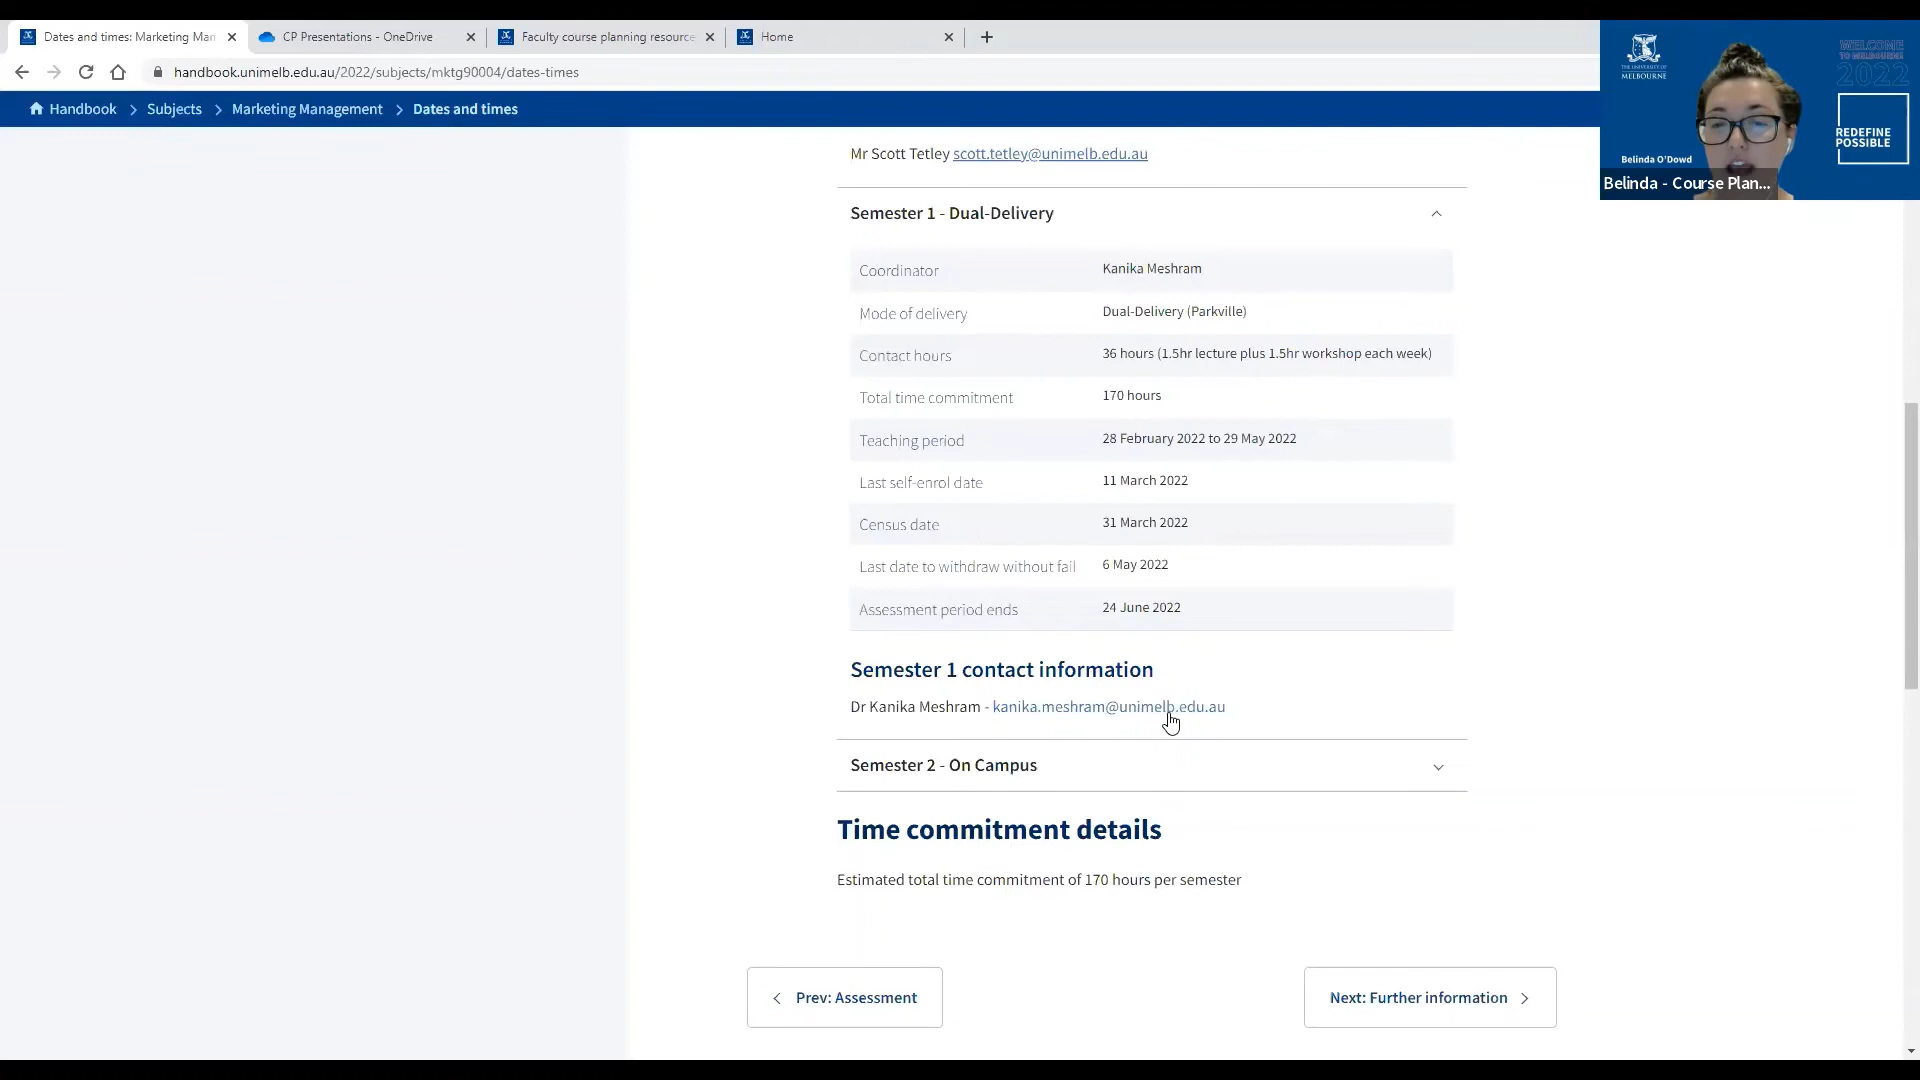 Dates and times: Marketing Man
CP Presentations - OneDrive
Faculty course planning resource
Home
handbook.unimelb.edu.au/2022/subjects/mktg90004/dates-times
Handbook > Subjects > Marketing Management > Dates and times
THE UNIVERSITY OF
MELBOURNE
WELCOME
TO MELBOURNE
2022
REDEFINE
POSSIBLE
Belinda O'Dowd
Belinda - Course Plan...
Mr Scott Tetley scott.tetley@unimelb.edu.au
Semester 1 - Dual-Delivery
Coordinator Kanika Meshram
Mode of delivery Dual-Delivery (Parkville)
Contact hours 36 hours (1.5hr lecture plus 1.5hr workshop each week)
Total time commitment 170 hours
Teaching period 28 February 2022 to 29 May 2022
Last self-enrol date 11 March 2022
Census date 31 March 2022
Last date to withdraw without fail 6 May 2022
Assessment period ends 24 June 2022
Semester 1 contact information
Dr Kanika Meshram - kanika.meshram@unimelb.edu.au
Semester 2 - On Campus
Time commitment details
Estimated total time commitment of 170 hours per semester
Prev: Assessment
Next: Further information